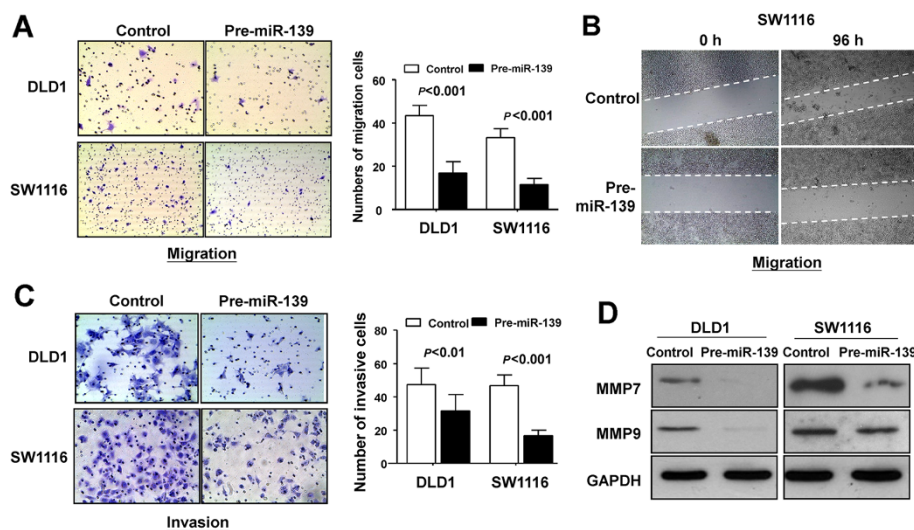 A
Control Pre-miR-139
DLD1
SW1116
Migration
Control Pre-miR-139
Numbers of migration cells
60
40
20
0
p<0.001
p<0.001
DLD1 SW1116
B
SW1116
0 h 96 h
Control
Pre-
miR-139
Migration
C
Control Pre-miR-139
DLD1
SW1116
Invasion
Control Pre-miR-139
Number of invasive cells
80
60
40
20
0
P<0.01
P<0.001
DLD1 SW1116
D
DLD1 SW1116
Control Pre-miR-139 Control Pre-miR-139
MMP7
MMP9
GAPDH